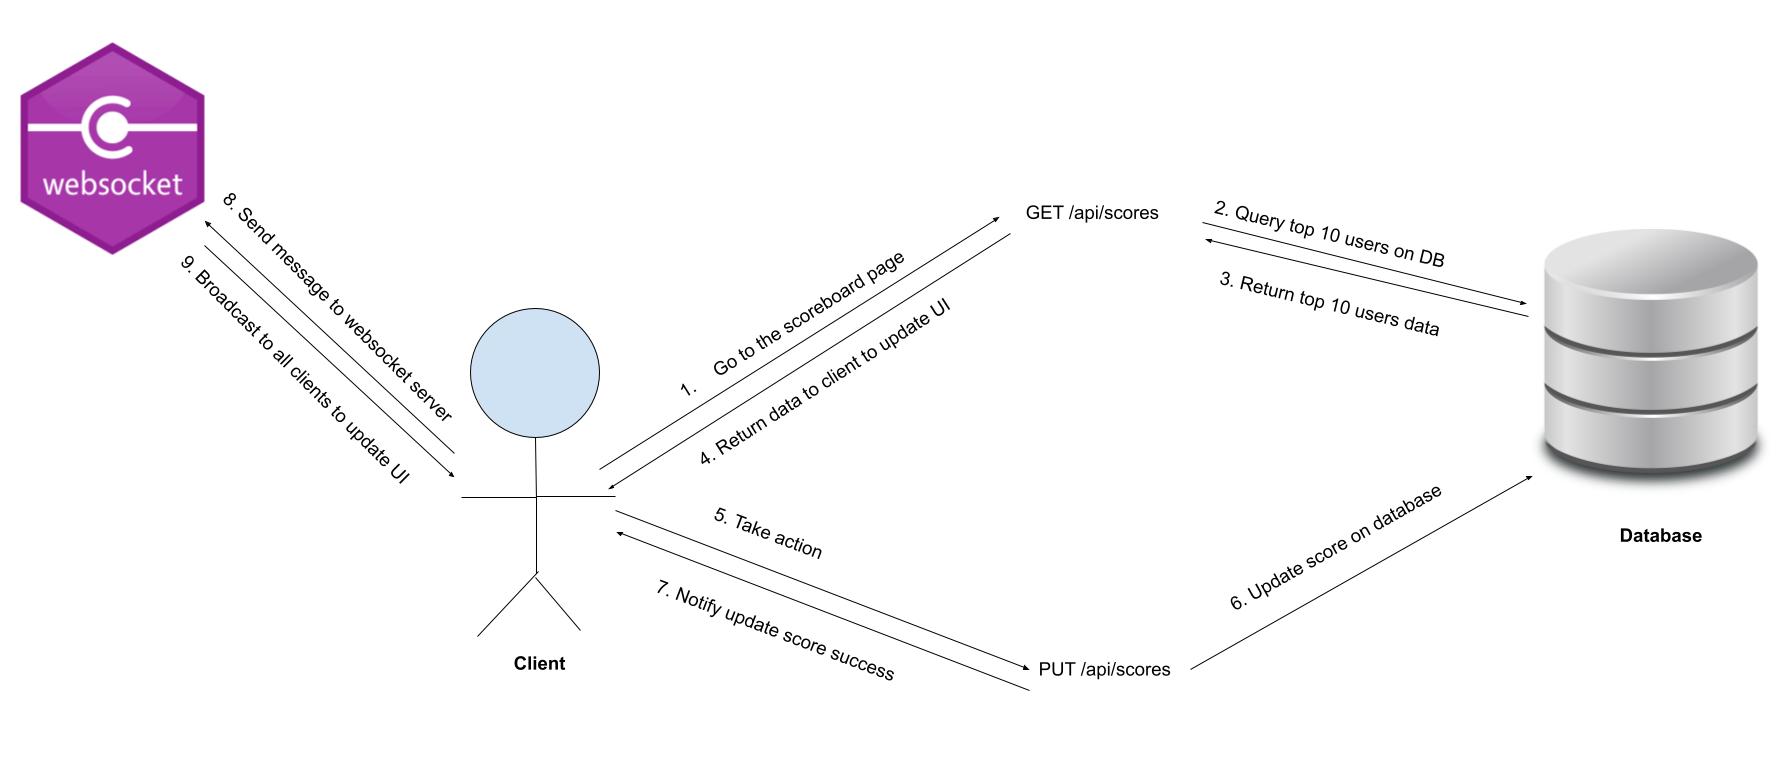 websocket
8. Send message to websocket server
9. Broadcast to all clients to update UI
Client
1. Go to the scoreboard page
4. Return data to client to update UI
GET /api/scores
2. Query top 10 users on DB
3. Return top 10 users data
5. Take action
7. Notify update score success
PUT /api/scores
6. Update score on database
Database